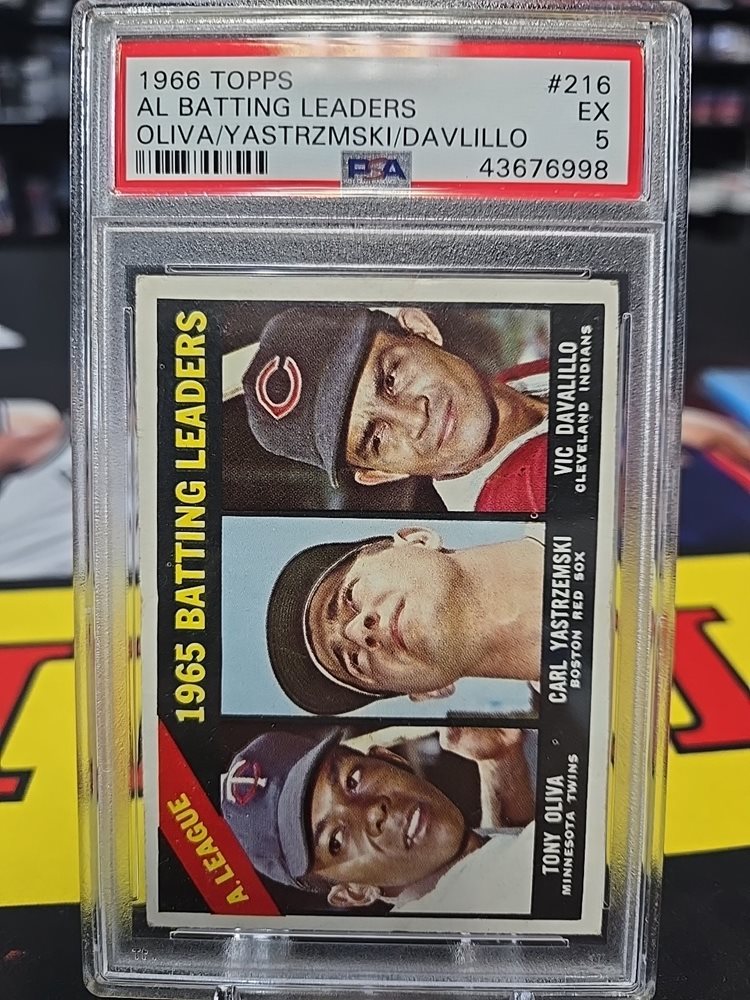 1966 TOPPS #216
AL BATTING LEADERS EX
OLIVA/YASTRZMSKI/DAVLILLO 5
PSA 43676998
1965 BATTING LEADERS
A. LEAGUE
C
VIC DAVALILLO
CLEVELAND INDIANS
CARL YASTRZEMSKI
BOSTON RED SOX
TC
TONY OLIVA
MINNESOTA TWINS